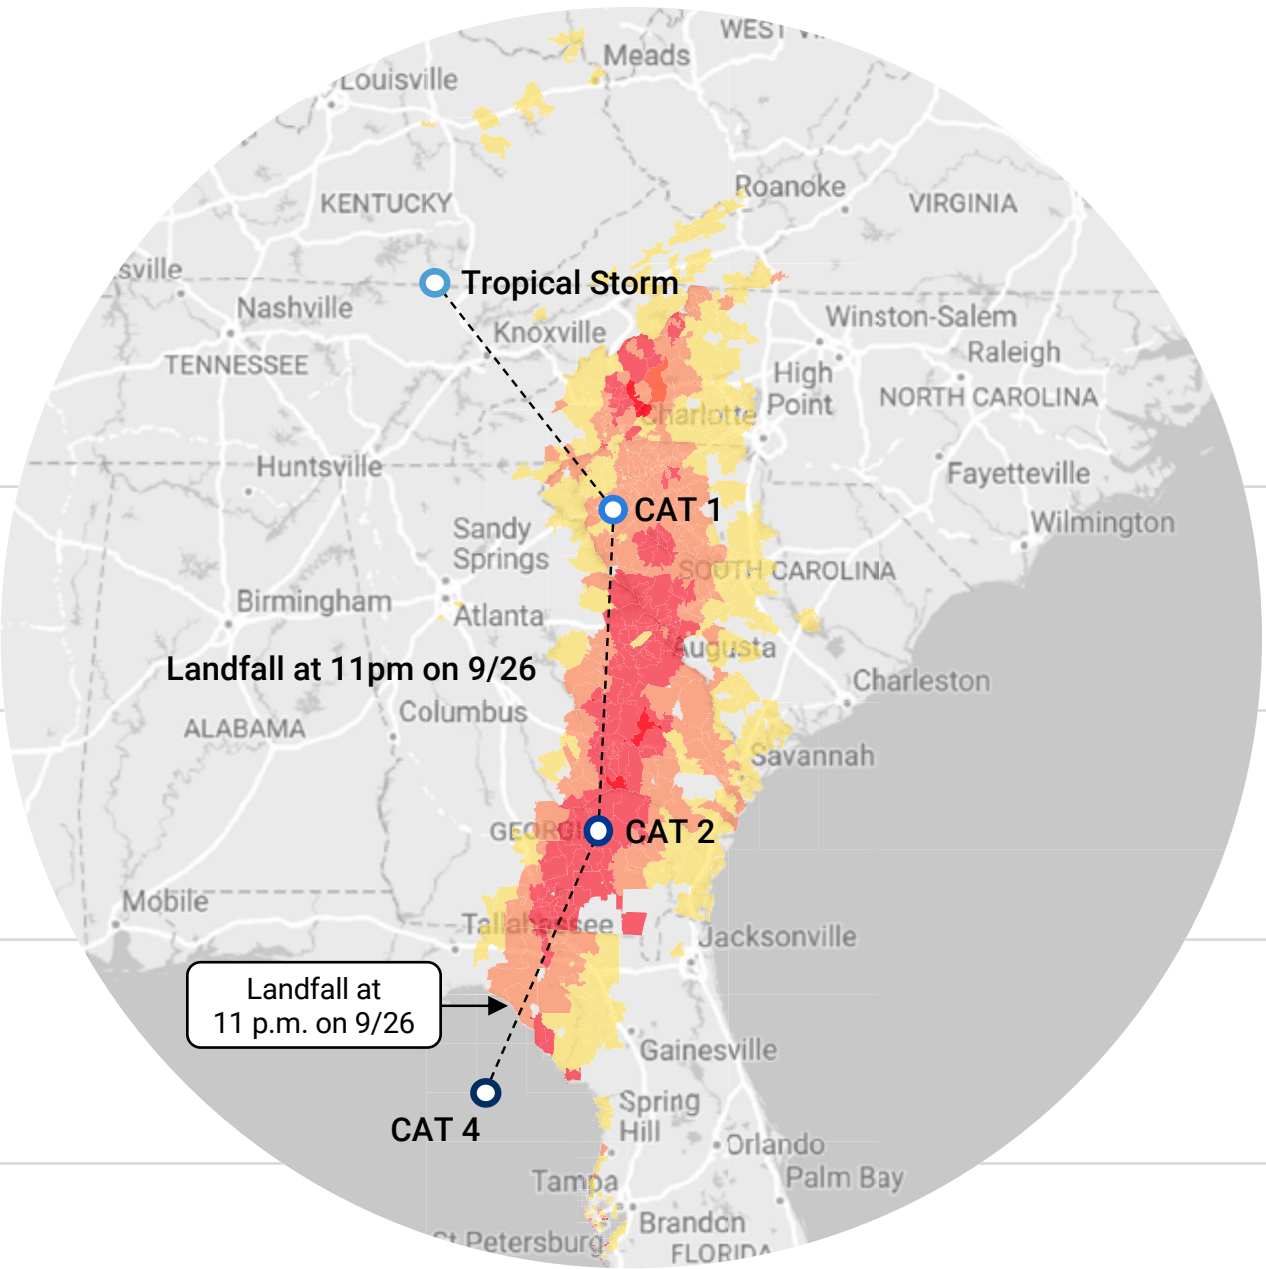 WEST VI
Meads
Louisville
Roanoke
KENTUCKY
VIRGINIA
sville
Tropical Storm
Nashville
Winston-Salem
Knoxville
Raleigh
TENNESSEE
High
Point
NORTH CAROLINA
Charlotte
Huntsville
Fayetteville
CAT 1
Wilmington
Sandy
Springs
SOUTH CAROLINA
Birmingham
Atlanta
Augusta
Landfall at 11pm on 9/26
Charleston
Columbus
ALABAMA
Savannah
GEORGI
CAT 2
Mobile
Tallahassee
Jacksonville
Landfall at
11 p.m. on 9/26
Gainesville
Spring
Hill
CAT 4
Orlando
Tampa
Palm Bay
Brandon
St Petersburg
FLORIDA